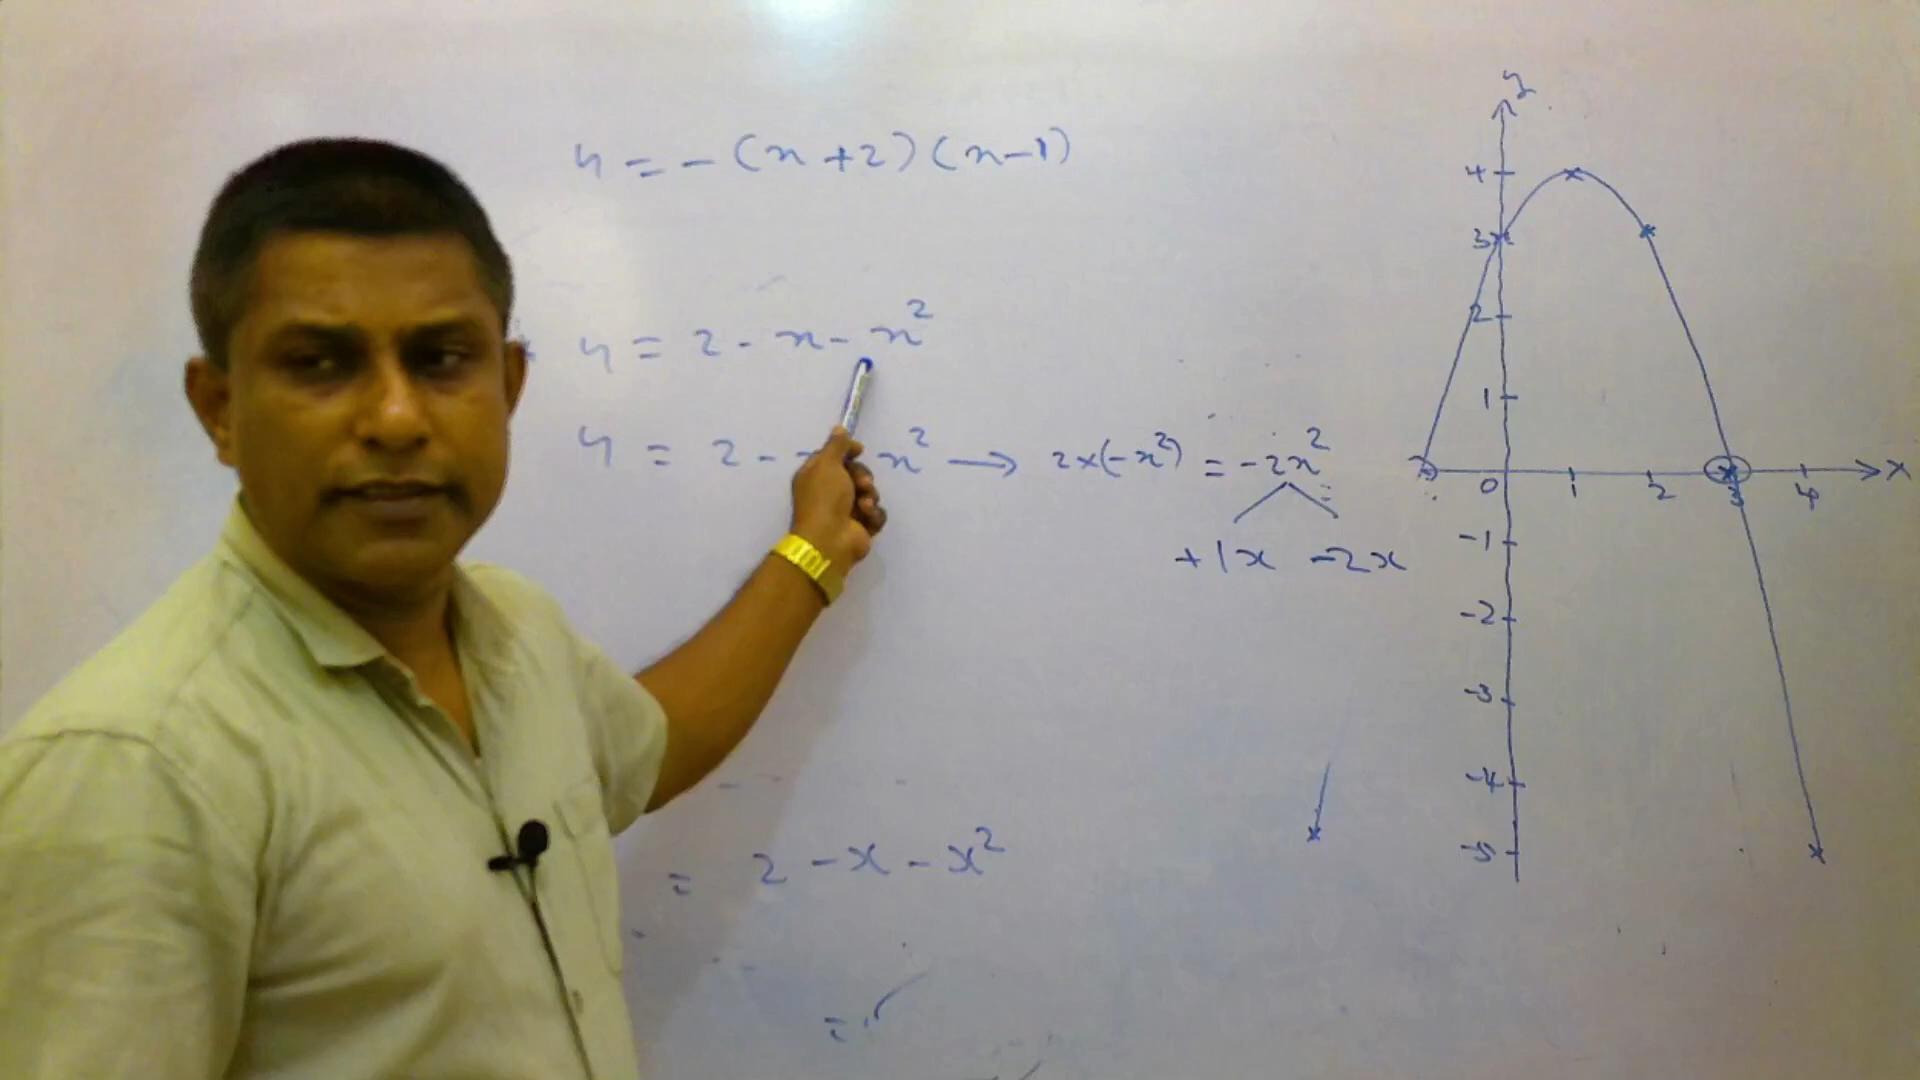 y = - (x + 2) (x - 1)
y = 2 - x - x²
y = 2 - x - x² → 2x(-x²) = -2x²
+1x -2x
= 2 - x - x²
=
y
4
3
2
1
0 1 2 3 4 x
-1
-2
-3
-4
-5